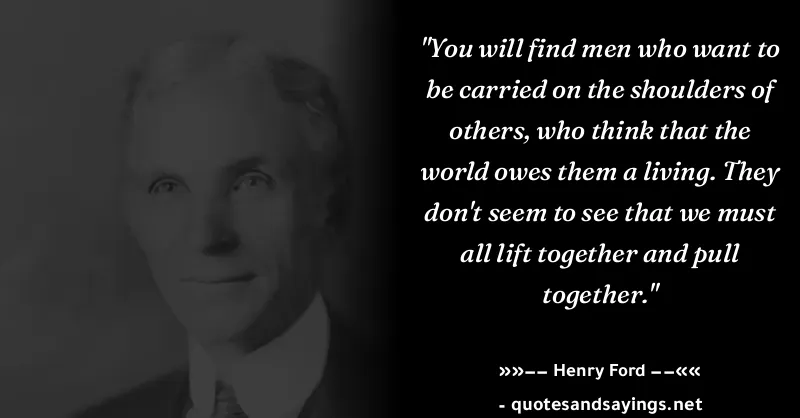 "You will find men who want to
be carried on the shoulders of
others, who think that the
world owes them a living. They
don't seem to see that we must
all lift together and pull
together."
»»−− Henry Ford −−««
- quotesandsayings.net